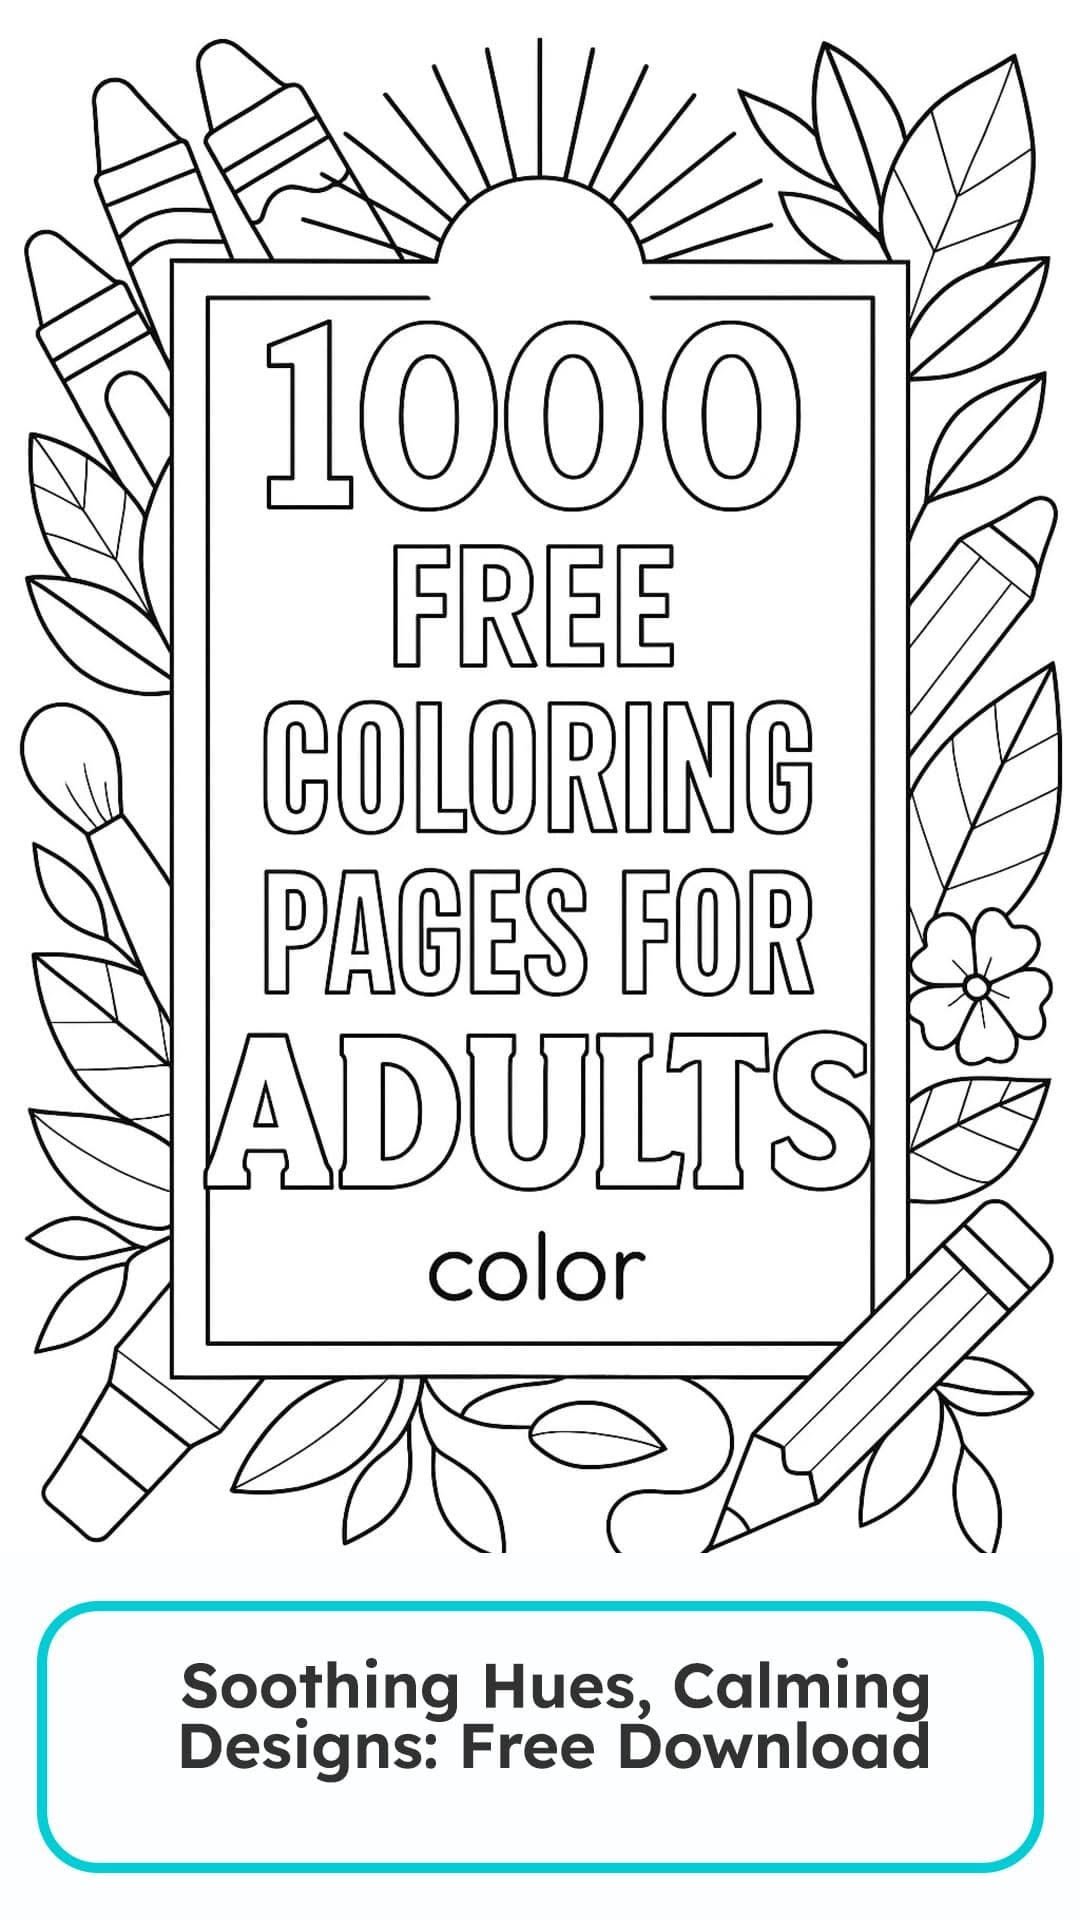 1000
FREE
COLORING
PAGES FOR
ADULTS
color
Soothing Hues, Calming
Designs: Free Download